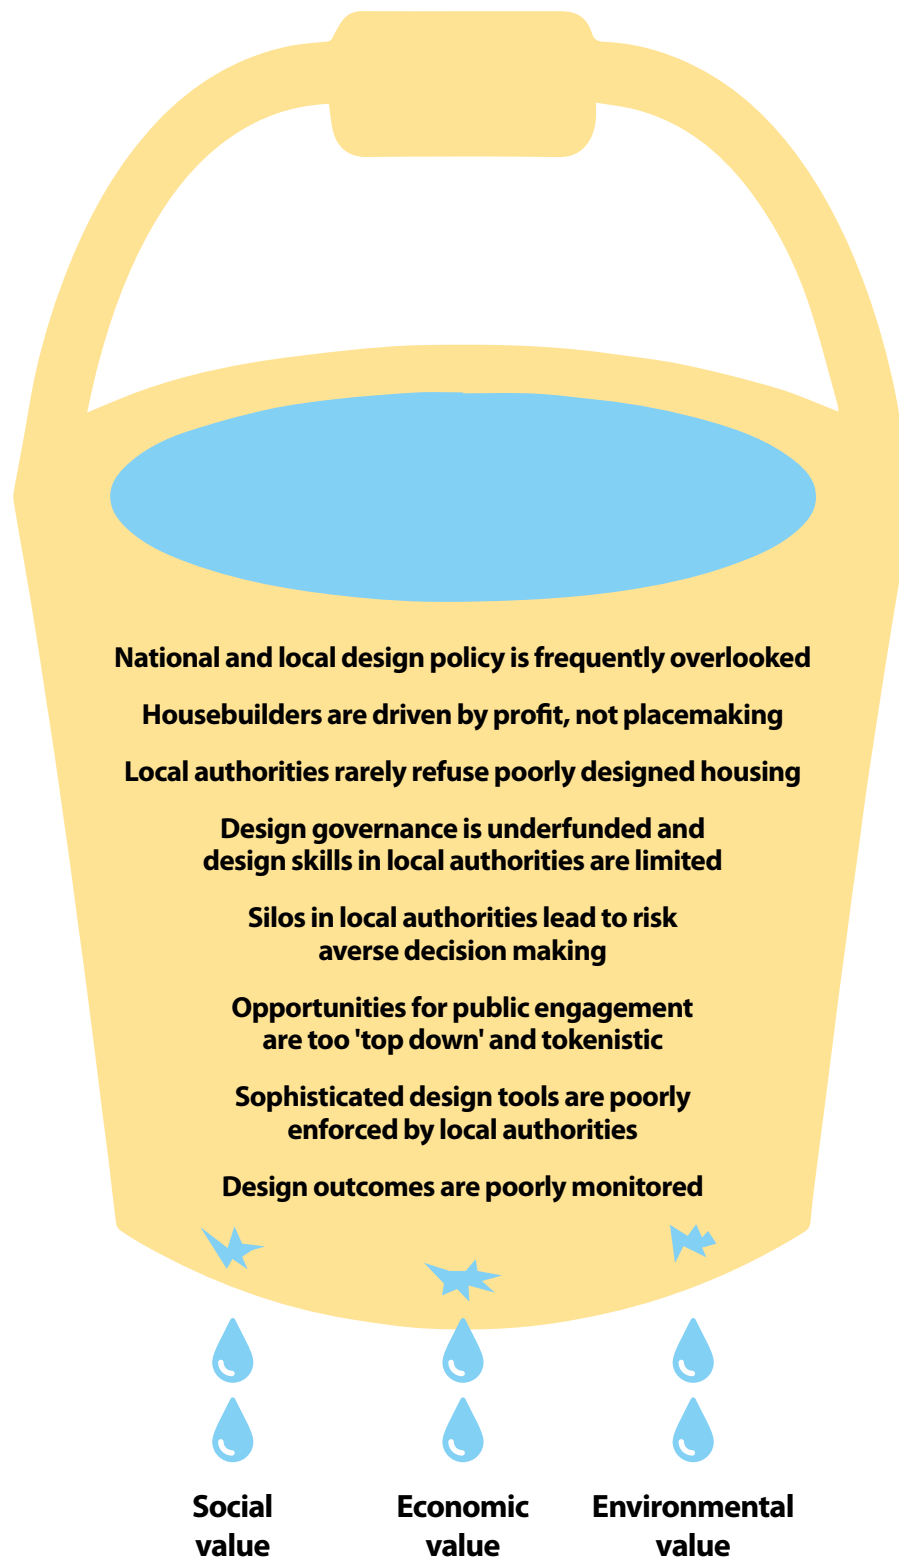 National and local design policy is frequently overlooked
Housebuilders are driven by profit, not placemaking
Local authorities rarely refuse poorly designed housing
Design governance is underfunded and
design skills in local authorities are limited
Silos in local authorities lead to risk
averse decision making
Opportunities for public engagement
are too 'top down' and tokenistic
Sophisticated design tools are poorly
enforced by local authorities
Design outcomes are poorly monitored
Social
value
Economic
value
Environmental
value